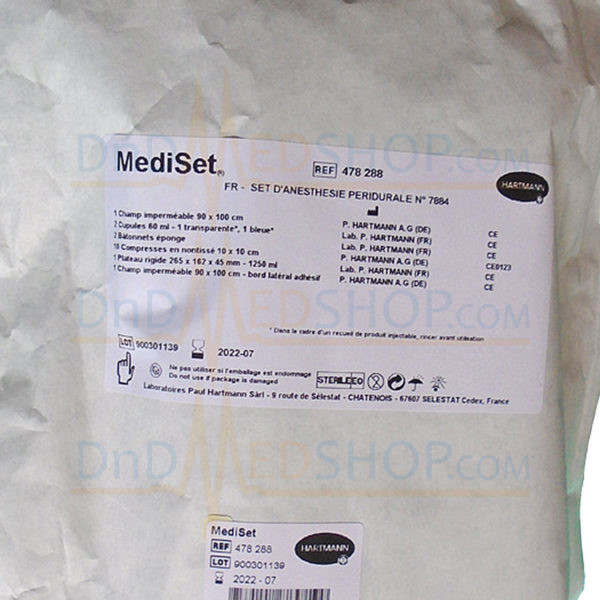 DnDMEDSHOP.COM
MediSet®
REF 478 288
HARTMANN
FR - SET D'ANESTHESIE PERIDURALE N° 7884
1 Champ imperméable 90 x 100 cm P. HARTMANN A.G (DE) CE
2 Cupules 60 ml - 1 transparente*, 1 bleue* Lab. P. HARTMANN (FR) CE
2 Bâtonnets éponge P. HARTMANN A.G (DE) CE
10 Compresses en nontissé 10 x 10 cm Lab. P. HARTMANN (FR) CE0123
1 Plateau rigide 265 x 162 x 45 mm - 1250 ml Lab. P. HARTMANN (FR) CE
1 Champ imperméable 90 x 100 cm - bord latéral adhésif P. HARTMANN A.G (DE) CE
DnDMEDSHOP.COM
* Dans le cadre d'un recueil de produit injectable, rincer avant utilisation
LOT 900301139 2022-07
Ne pas utiliser si l'emballage est endommagé
Do not use if package is damaged
STERILE EO
Laboratoires Paul Hartmann Sàrl - 9 route de Sélestat - CHATENOIS - 67607 SELESTAT Cedex, France
DnDMEDSHOP.COM
MediSet
REF 478 288
HARTMANN
LOT 900301139
2022 - 07